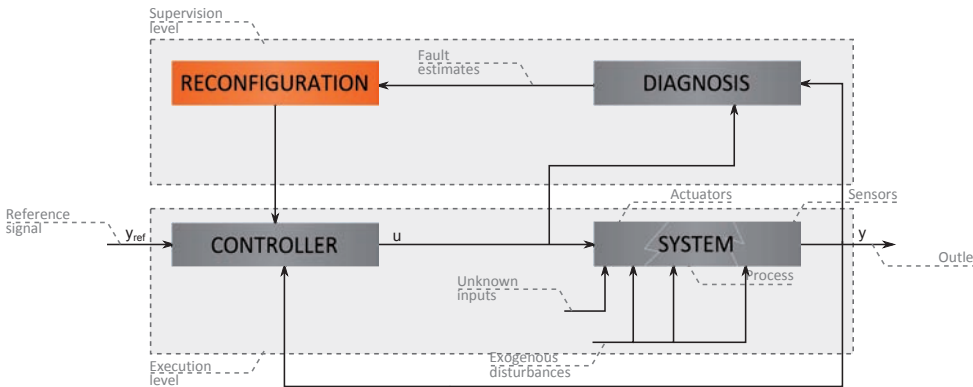 Supervision
level
Fault
estimates
RECONFIGURATION
DIAGNOSIS
Actuators
Sensors
Reference
signal
yref
CONTROLLER
u
SYSTEM
y
Process
Outle
Unknown
inputs
Exogenous
disturbances
Execution
level